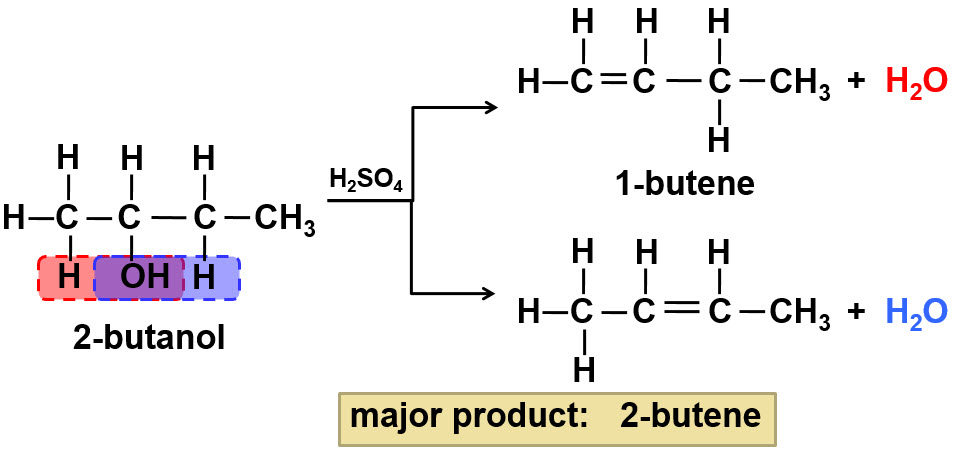 H H H
H–C=C–C–CH₃ + H₂O
H
1-butene
H₂SO₄
H H H
H–C–C–C–CH₃
H OH H
2-butanol
H H H
H–C–C=C–CH₃ + H₂O
H
major product: 2-butene